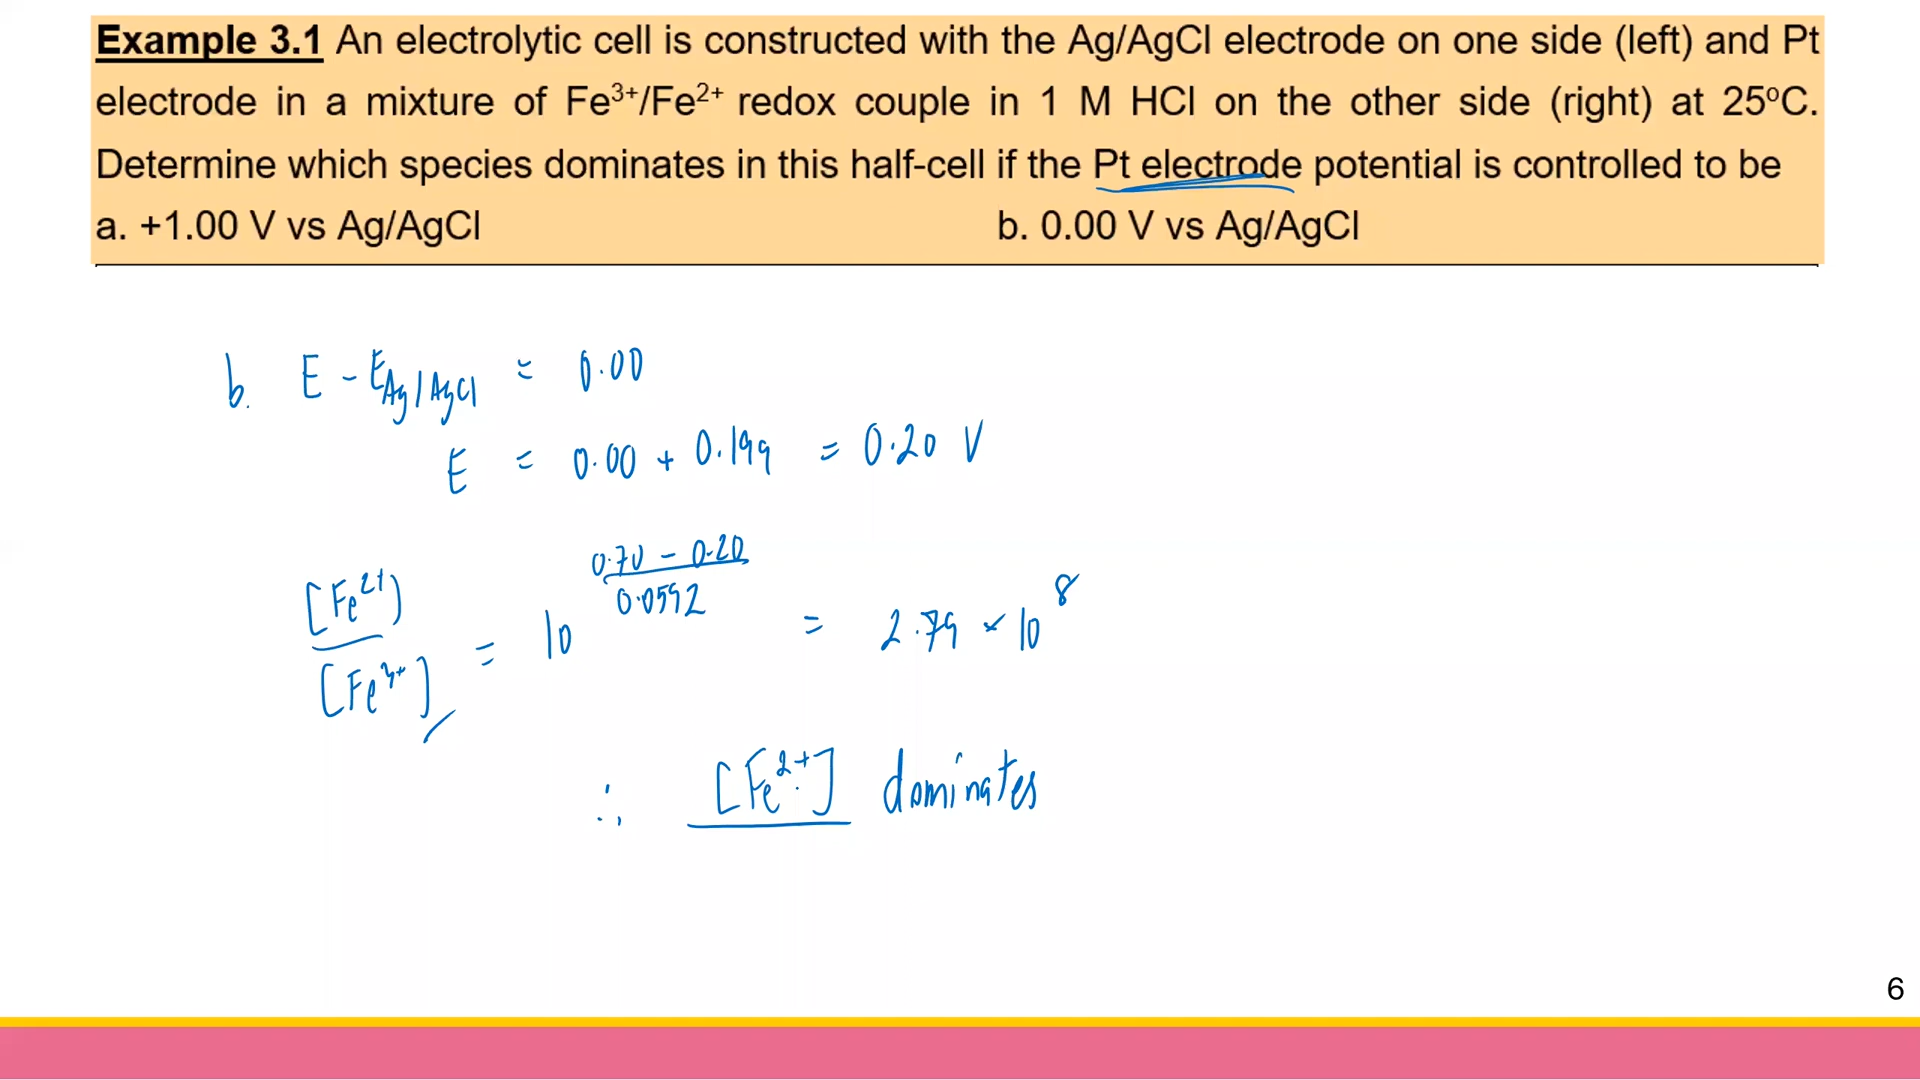 Example 3.1 An electrolytic cell is constructed with the Ag/AgCl electrode on one side (left) and Pt
electrode in a mixture of Fe³⁺/Fe²⁺ redox couple in 1 M HCl on the other side (right) at 25ºC.
Determine which species dominates in this half-cell if the Pt electrode potential is controlled to be
a. +1.00 V vs Ag/AgCl b. 0.00 V vs Ag/AgCl
b. E - E_Ag/AgCl = 0.00
E = 0.00 + 0.199 = 0.20 V
0.70 - 0.20
0.0592
[Fe²⁺]
= 10 = 2.79 × 10⁸
[Fe³⁺]
∴ [Fe²⁺] dominates
6